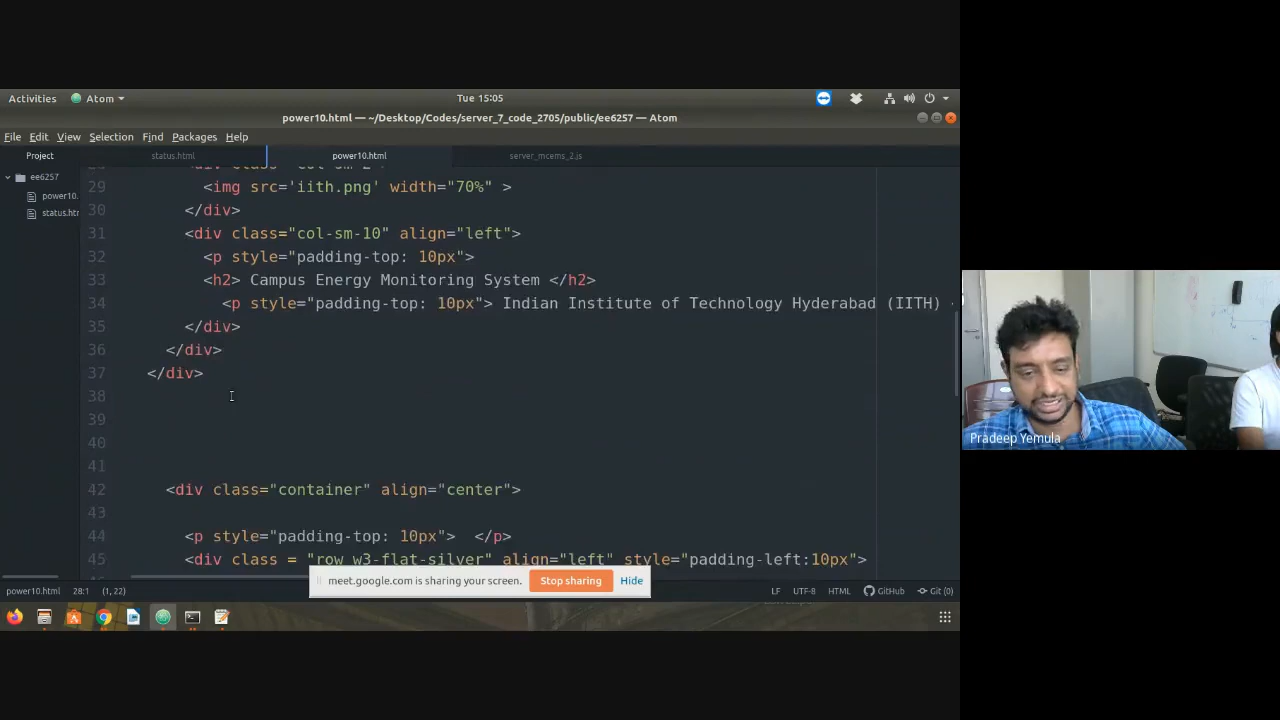 Activities Atom Tue 15:05
power10.html — ~/Desktop/Codes/server_7_code_2705/public/ee6257 — Atom
File Edit View Selection Find Packages Help
Project status.html power10.html server_mcems_2.js
ee6257
power10.
status.htm
29 <img src='iith.png' width="70%" >
30 </div>
31 <div class="col-sm-10" align="left">
32 <p style="padding-top: 10px">
33 <h2> Campus Energy Monitoring System </h2>
34 <p style="padding-top: 10px"> Indian Institute of Technology Hyderabad (IITH)
35 </div>
36 </div>
37 </div>
38
39
40
41
42 <div class="container" align="center">
43
44 <p style="padding-top: 10px"> </p>
45 <div class = "row w3-flat-silver" align="left" style="padding-left:10px">
meet.google.com is sharing your screen. Stop sharing Hide
power10.html 28:1 (1, 22) LF UTF-8 HTML GitHub Git (0)
Pradeep Yemula